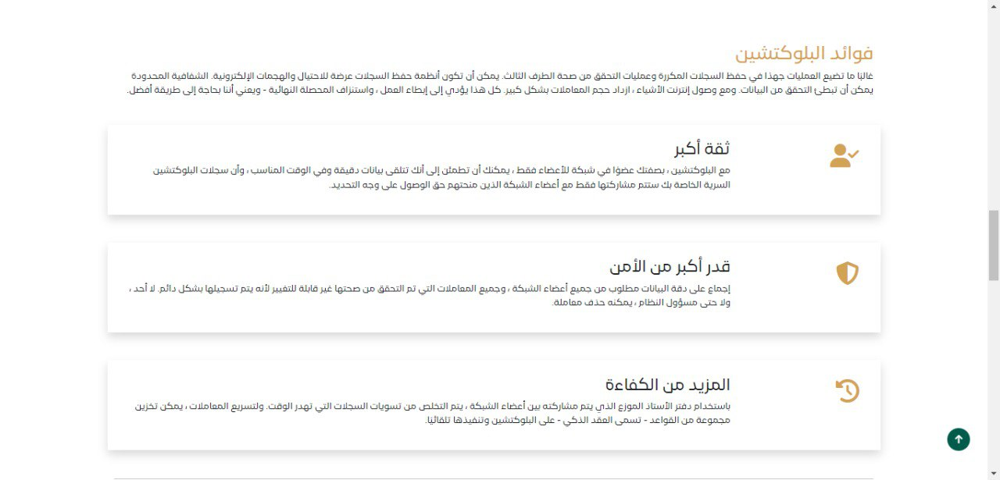 فوائد البلوكتشين
غالبًا ما تضيع العمليات جهدًا في حفظ السجلات المكررة وعمليات التحقق من صحة الطرف الثالث. يمكن أن تكون أنظمة حفظ السجلات عرضة للاحتيال والهجمات الإلكترونية. الشفافية المحدودة
يمكن أن تبطئ التحقق من البيانات. ومع وصول إنترنت الأشياء ، ازداد حجم المعاملات بشكل كبير. كل هذا يؤدي إلى إبطاء العمل ، واستنزاف المحصلة النهائية - ويعني أننا بحاجة إلى طريقة أفضل.
ثقة أكبر
مع البلوكتشين ، بصفتك عضوًا في شبكة للأعضاء فقط ، يمكنك أن تطمئن إلى أنك تتلقى بيانات دقيقة وفي الوقت المناسب ، وأن سجلات البلوكتشين
السرية الخاصة بك ستتم مشاركتها فقط مع أعضاء الشبكة الذين منحتهم حق الوصول على وجه التحديد.
قدر أكبر من الأمن
إجماع على دقة البيانات مطلوب من جميع أعضاء الشبكة ، وجميع المعاملات التي تم التحقق من صحتها غير قابلة للتغيير لأنه يتم تسجيلها بشكل دائم. لا أحد ،
ولا حتى مسؤول النظام ، يمكنه حذف معاملة.
المزيد من الكفاءة
باستخدام دفتر الأستاذ الموزع الذي يتم مشاركته بين أعضاء الشبكة ، يتم التخلص من تسويات السجلات التي تهدر الوقت. ولتسريع المعاملات ، يمكن تخزين
مجموعة من القواعد - تسمى العقد الذكي - على البلوكتشين وتنفيذها تلقائيًا.